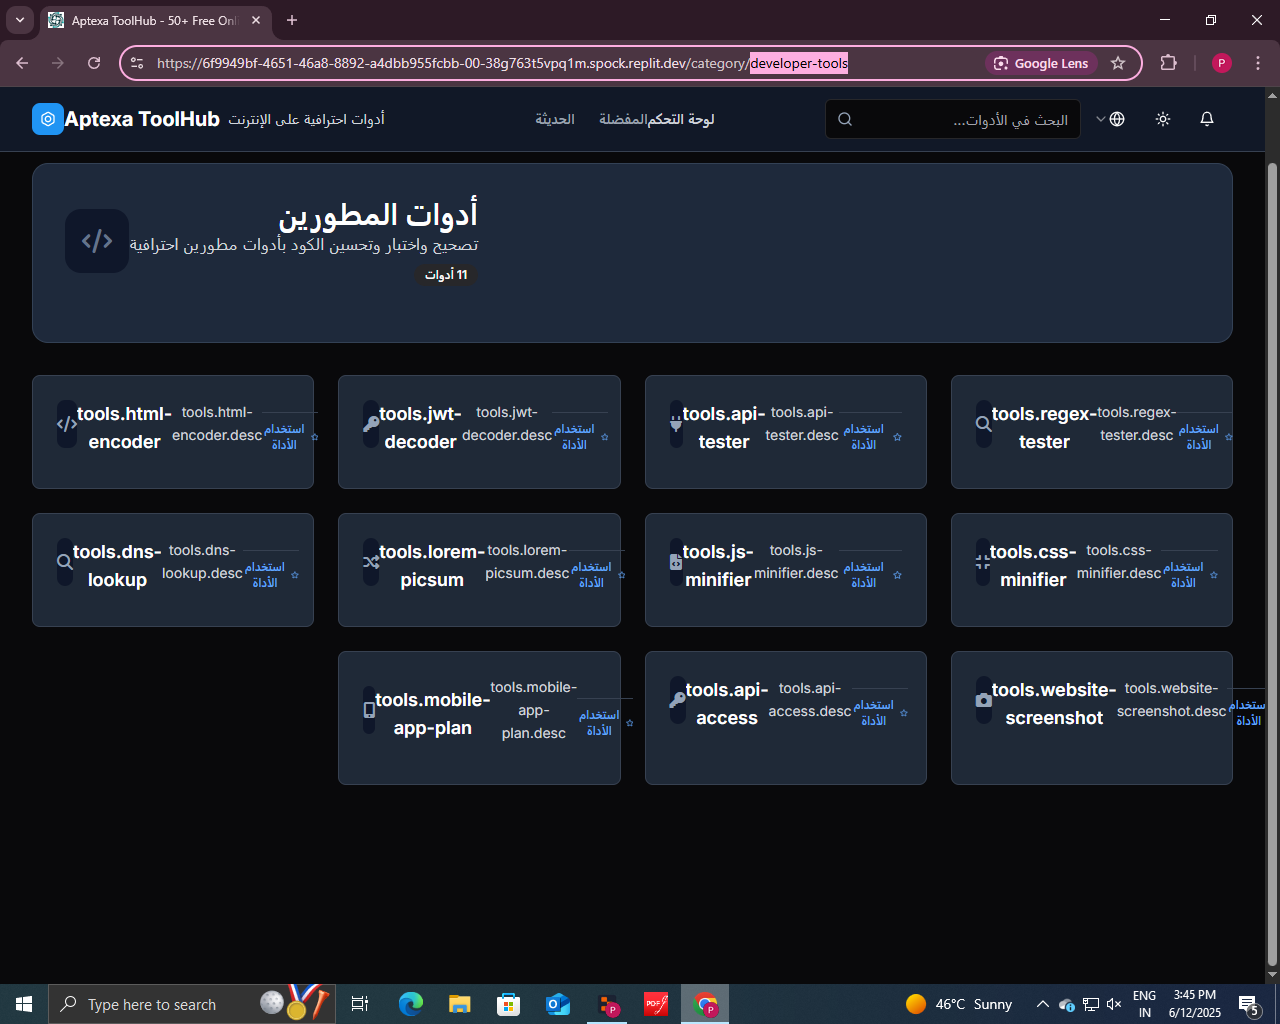 Aptexa ToolHub - 50+ Free Onl
https://6f9949bf-4651-46a8-8892-a4dbb955fcbb-00-38g763t5vpq1m.spock.replit.dev/category/developer-tools
Google Lens
P
Aptexa ToolHub
أدوات احترافية على الإنترنت
لوحة التحكم
المفضلة
الحديثة
البحث في الأدوات...
أدوات المطورين
تصحيح واختبار وتحسين الكود بأدوات مطورين احترافية
11 أدوات
tools.html-
encoder
tools.html-
encoder.desc
استخدام
الأداة
tools.jwt-
decoder
tools.jwt-
decoder.desc
استخدام
الأداة
tools.api-
tester
tools.api-
tester.desc
استخدام
الأداة
tools.regex-
tester
tools.regex-
tester.desc
استخدام
الأداة
tools.dns-
lookup
tools.dns-
lookup.desc
استخدام
الأداة
tools.lorem-
picsum
tools.lorem-
picsum.desc
استخدام
الأداة
tools.js-
minifier
tools.js-
minifier.desc
استخدام
الأداة
tools.css-
minifier
tools.css-
minifier.desc
استخدام
الأداة
tools.mobile-
app-plan
tools.mobile-
app-
plan.desc
استخدام
الأداة
tools.api-
access
tools.api-
access.desc
استخدام
الأداة
tools.website-
screenshot
tools.website-
screenshot.desc
استخدام
الأداة
Type here to search
P
PDF
P
46°C Sunny
ENG
IN
3:45 PM
6/12/2025
5